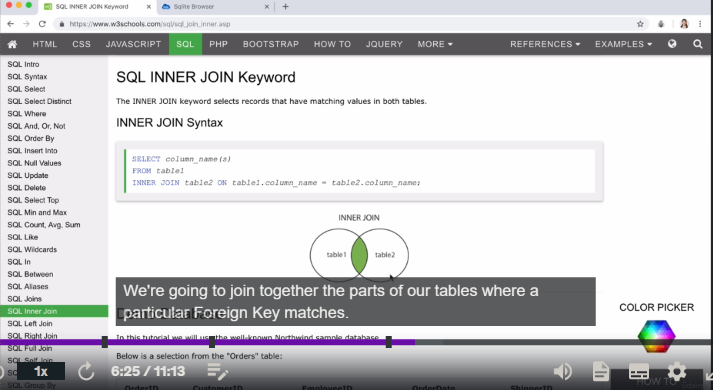 SQL INNER JOIN Keyword
Sqlite Browser
https://www.w3schools.com/sql/sql_join_inner.asp
HTML CSS JAVASCRIPT SQL PHP BOOTSTRAP HOW TO JQUERY MORE REFERENCES EXAMPLES
SQL Intro
SQL Syntax
SQL Select
SQL Select Distinct
SQL Where
SQL And, Or, Not
SQL Order By
SQL Insert Into
SQL Null Values
SQL Update
SQL Delete
SQL Select Top
SQL Min and Max
SQL Count, Avg, Sum
SQL Like
SQL Wildcards
SQL In
SQL Between
SQL Aliases
SQL Joins
SQL Inner Join
SQL Left Join
SQL Right Join
SQL Full Join
SQL Self Join
SQL Group By
SQL INNER JOIN Keyword
The INNER JOIN keyword selects records that have matching values in both tables.
INNER JOIN Syntax
SELECT column_name(s)
FROM table1
INNER JOIN table2 ON table1.column_name = table2.column_name;
INNER JOIN
table1 table2
We're going to join together the parts of our tables where a
particular Foreign Key matches.
In this tutorial we will use the well-known Northwind sample database.
Below is a selection from the "Orders" table:
OrderID CustomerID EmployeeID OrderDate ShipperID
COLOR PICKER
HOW TO
1x
6:25 / 11:13